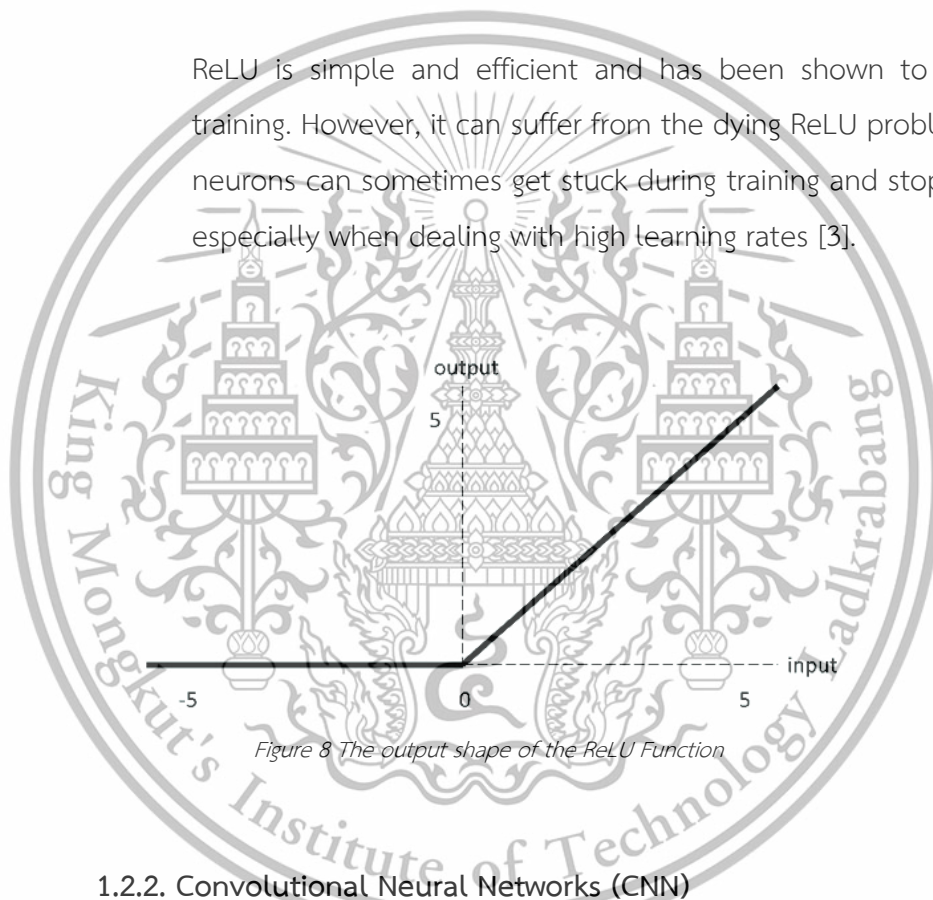 ReLU is simple and efficient and has been shown to
training. However, it can suffer from the dying ReLU probl
neurons can sometimes get stuck during training and stop
especially when dealing with high learning rates [3].
output
5
input
-5
0
5
Figure 8 The output shape of the ReLU Function
King Mongkut's Institute of Technology Ladkrabang
1.2.2. Convolutional Neural Networks (CNN)